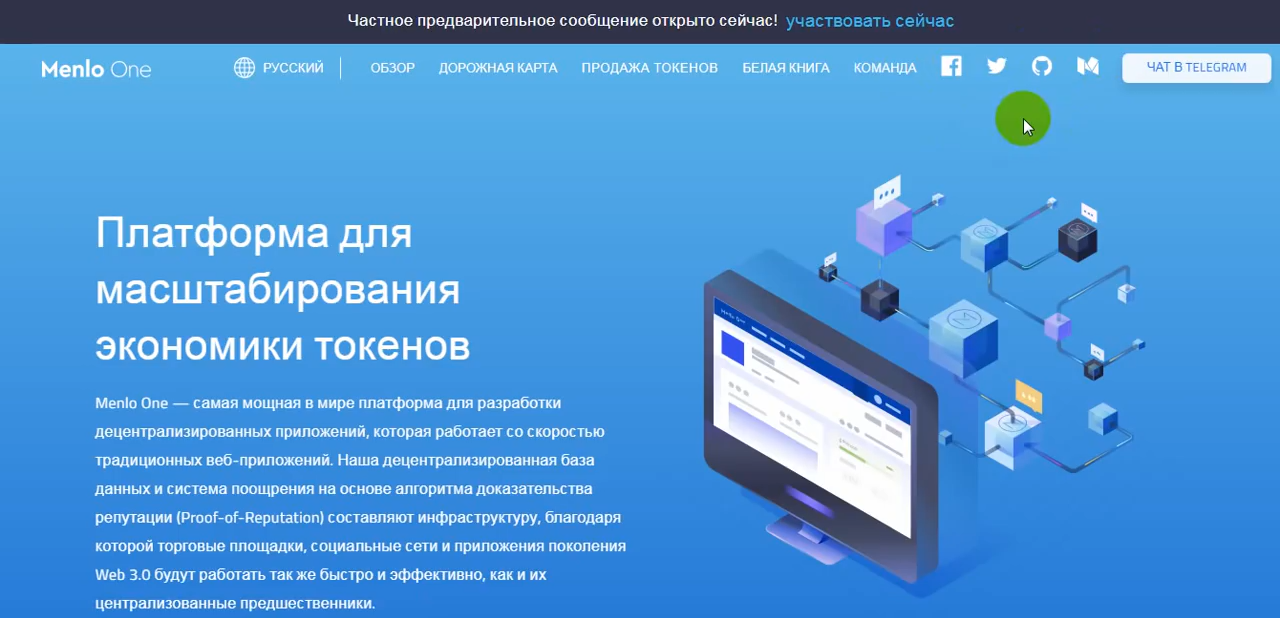 Частное предварительное сообщение открыто сейчас! участвовать сейчас
Menlo One РУССКИЙ ОБЗОР ДОРОЖНАЯ КАРТА ПРОДАЖА ТОКЕНОВ БЕЛАЯ КНИГА КОМАНДА ЧАТ В TELEGRAM
Платформа для
масштабирования
экономики токенов
Menlo One — самая мощная в мире платформа для разработки
децентрализированных приложений, которая работает со скоростью
традиционных веб-приложений. Наша децентрализированная база
данных и система поощрения на основе алгоритма доказательства
репутации (Proof-of-Reputation) составляют инфраструктуру, благодаря
которой торговые площадки, социальные сети и приложения поколения
Web 3.0 будут работать так же быстро и эффективно, как и их
централизованные предшественники.